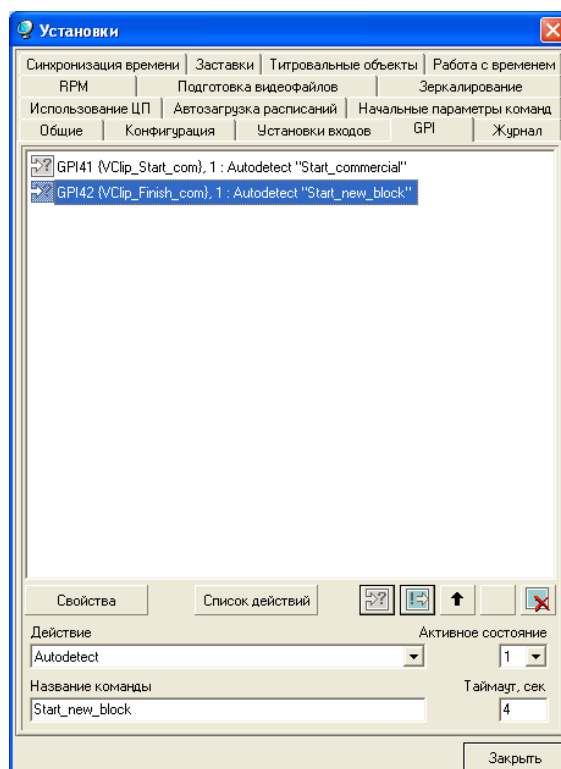 Установки
Синхронизация времени Заставки Титровальные объекты Работа с временем
RPM Подготовка видеофайлов Зеркалирование
Использование ЦП Автозагрузка расписаний Начальные параметры команд
Общие Конфигурация Установки входов GPI Журнал
GPI41 {VClip_Start_com}, 1 : Autodetect "Start_commercial"
GPI42 {VClip_Finish_com}, 1 : Autodetect "Start_new_block"
Свойства Список действий
Действие Активное состояние
Autodetect 1
Название команды Таймаут, сек
Start_new_block 4
Закрыть